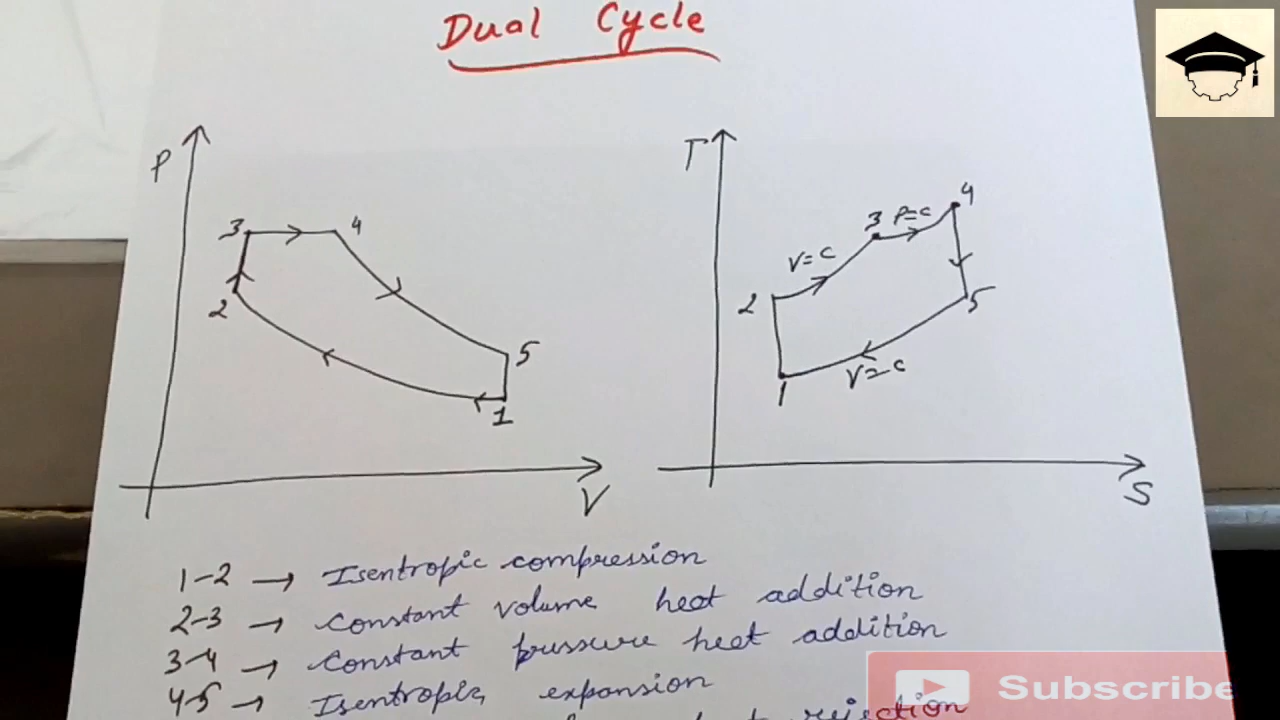 Dual Cycle
P
3
4
2
5
1
V
T
4
3
P=C
V=C
2
5
V=C
1
S
1-2 → Isentropic compression
2-3 → Constant volume heat addition
3-4 → Constant pressure heat addition
4-5 → Isentropic expansion
rejection
Subscribe